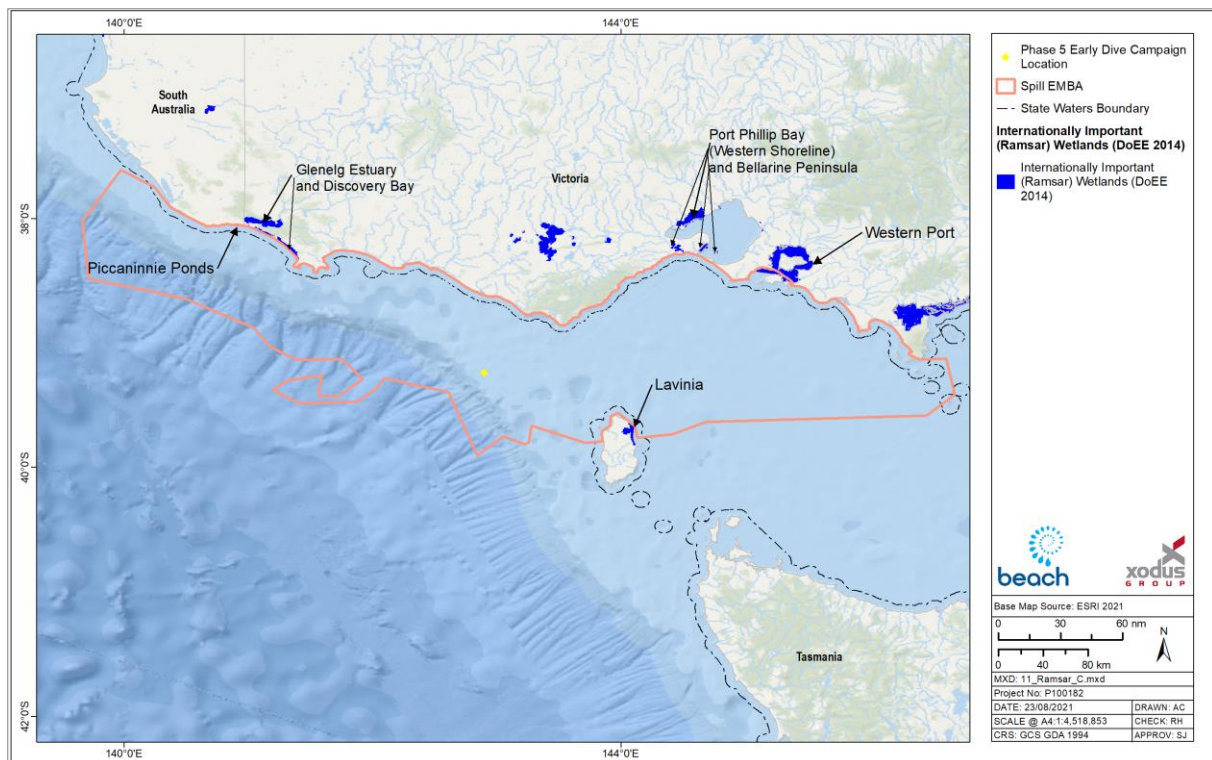 140°0'E
144°0'E
38°0'S
40°0'S
42°0'S
South
Australia
Glenelg Estuary
and Discovery Bay
Victoria
Port Phillip Bay
(Western Shoreline)
and Bellarine Peninsula
Western Port
Piccaninnie Ponds
Lavinia
Tasmania
140°0'E
144°0'E
Phase 5 Early Dive Campaign
Location
Spill EMBA
State Waters Boundary
Internationally Important
(Ramsar) Wetlands (DoEE
2014)
Internationally Important
(Ramsar) Wetlands (DoEE
2014)
beach
xodus
GROUP
Base Map Source: ESRI 2021
0 30 60 nm
N
0 20 40 80 km
MXD: 11_Ramsar_C.mxd
Project No: P100182
DATE: 23/08/2021
DRAWN: AC
SCALE @ A4:1:4,518,853
CHECK: RH
CRS: GCS GDA 1994
APPROV: SJ